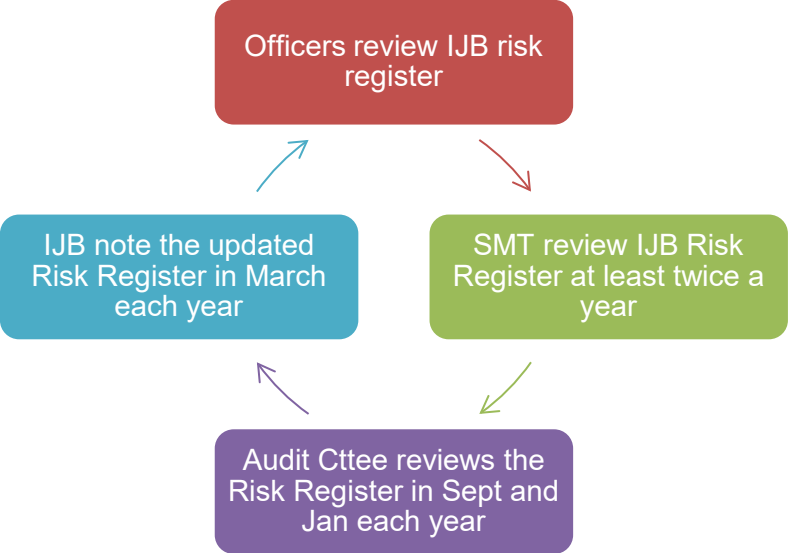 Officers review IJB risk
register
IJB note the updated
Risk Register in March
each year
SMT review IJB Risk
Register at least twice a
year
Audit Cttee reviews the
Risk Register in Sept and
Jan each year